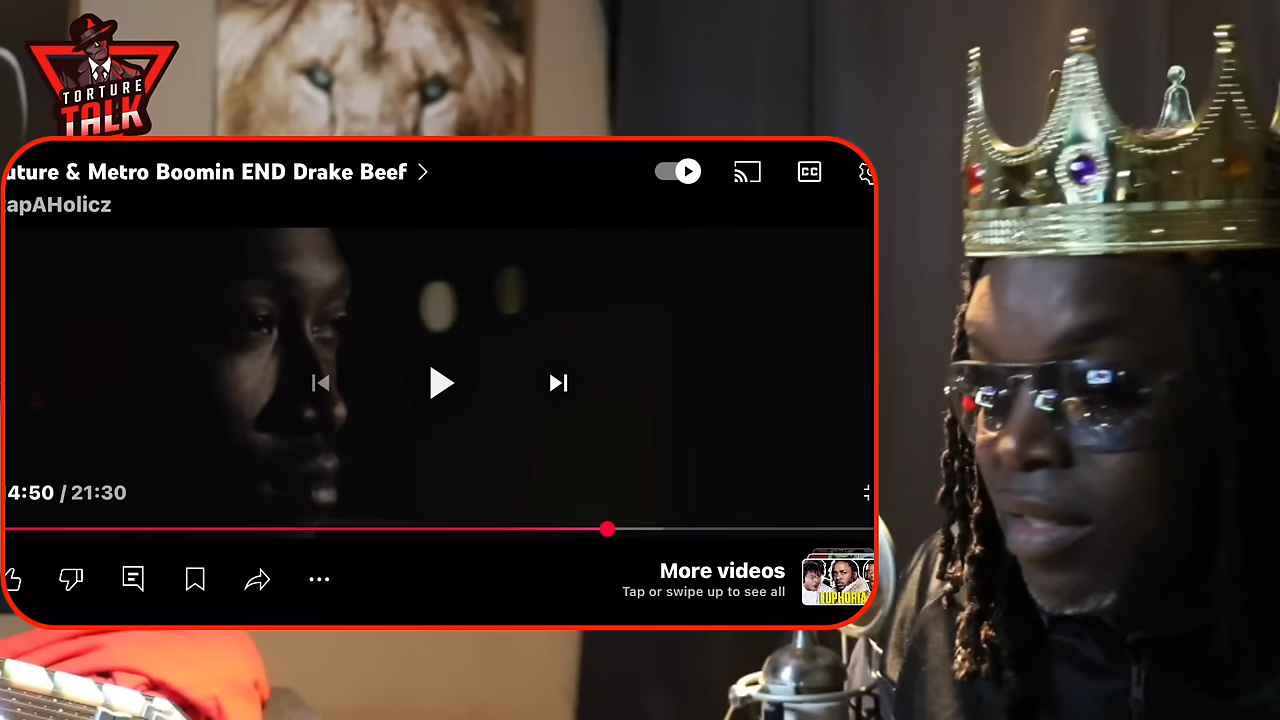 TORTURE
TALK
uture & Metro Boomin END Drake Beef
apAHolicz
CC
4:50 / 21:30
More videos
Tap or swipe up to see all
EUPHORIA